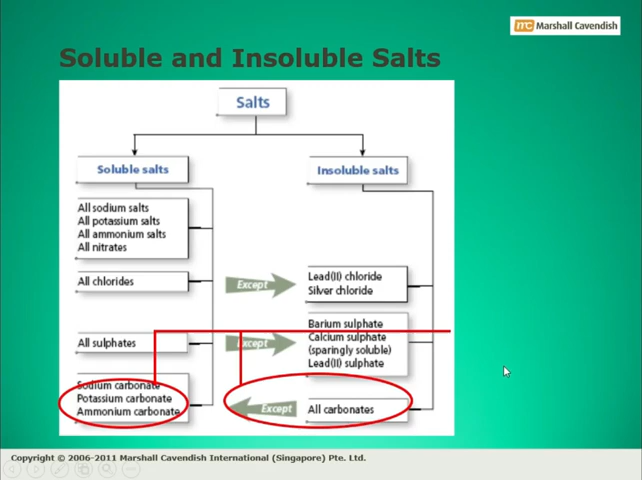 mc Marshall Cavendish
Soluble and Insoluble Salts
Salts
Soluble salts
Insoluble salts
All sodium salts
All potassium salts
All ammonium salts
All nitrates
All chlorides
Except
Lead(II) chloride
Silver chloride
All sulphates
Except
Barium sulphate
Calcium sulphate
(sparingly soluble)
Lead(II) sulphate
Sodium carbonate
Potassium carbonate
Ammonium carbonate
Except
All carbonates
Copyright © 2006-2011 Marshall Cavendish International (Singapore) Pte. Ltd.